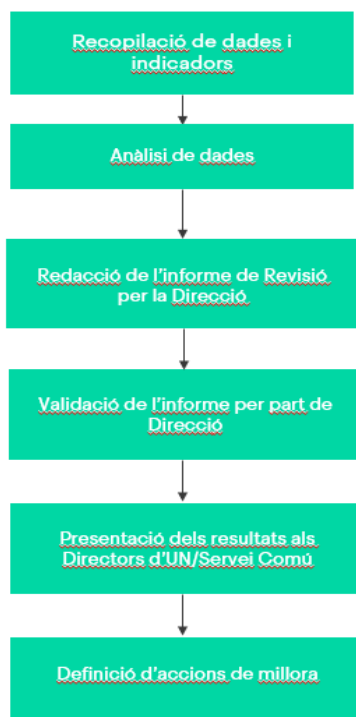 Recopilació de dades i
indicadors
Anàlisi de dades
Redacció de l'informe de Revisió
per la Direcció
Validació de l'informe per part de
Direcció
Presentació dels resultats als
Directors d'UN/Servei Comú
Definició d'accions de millora